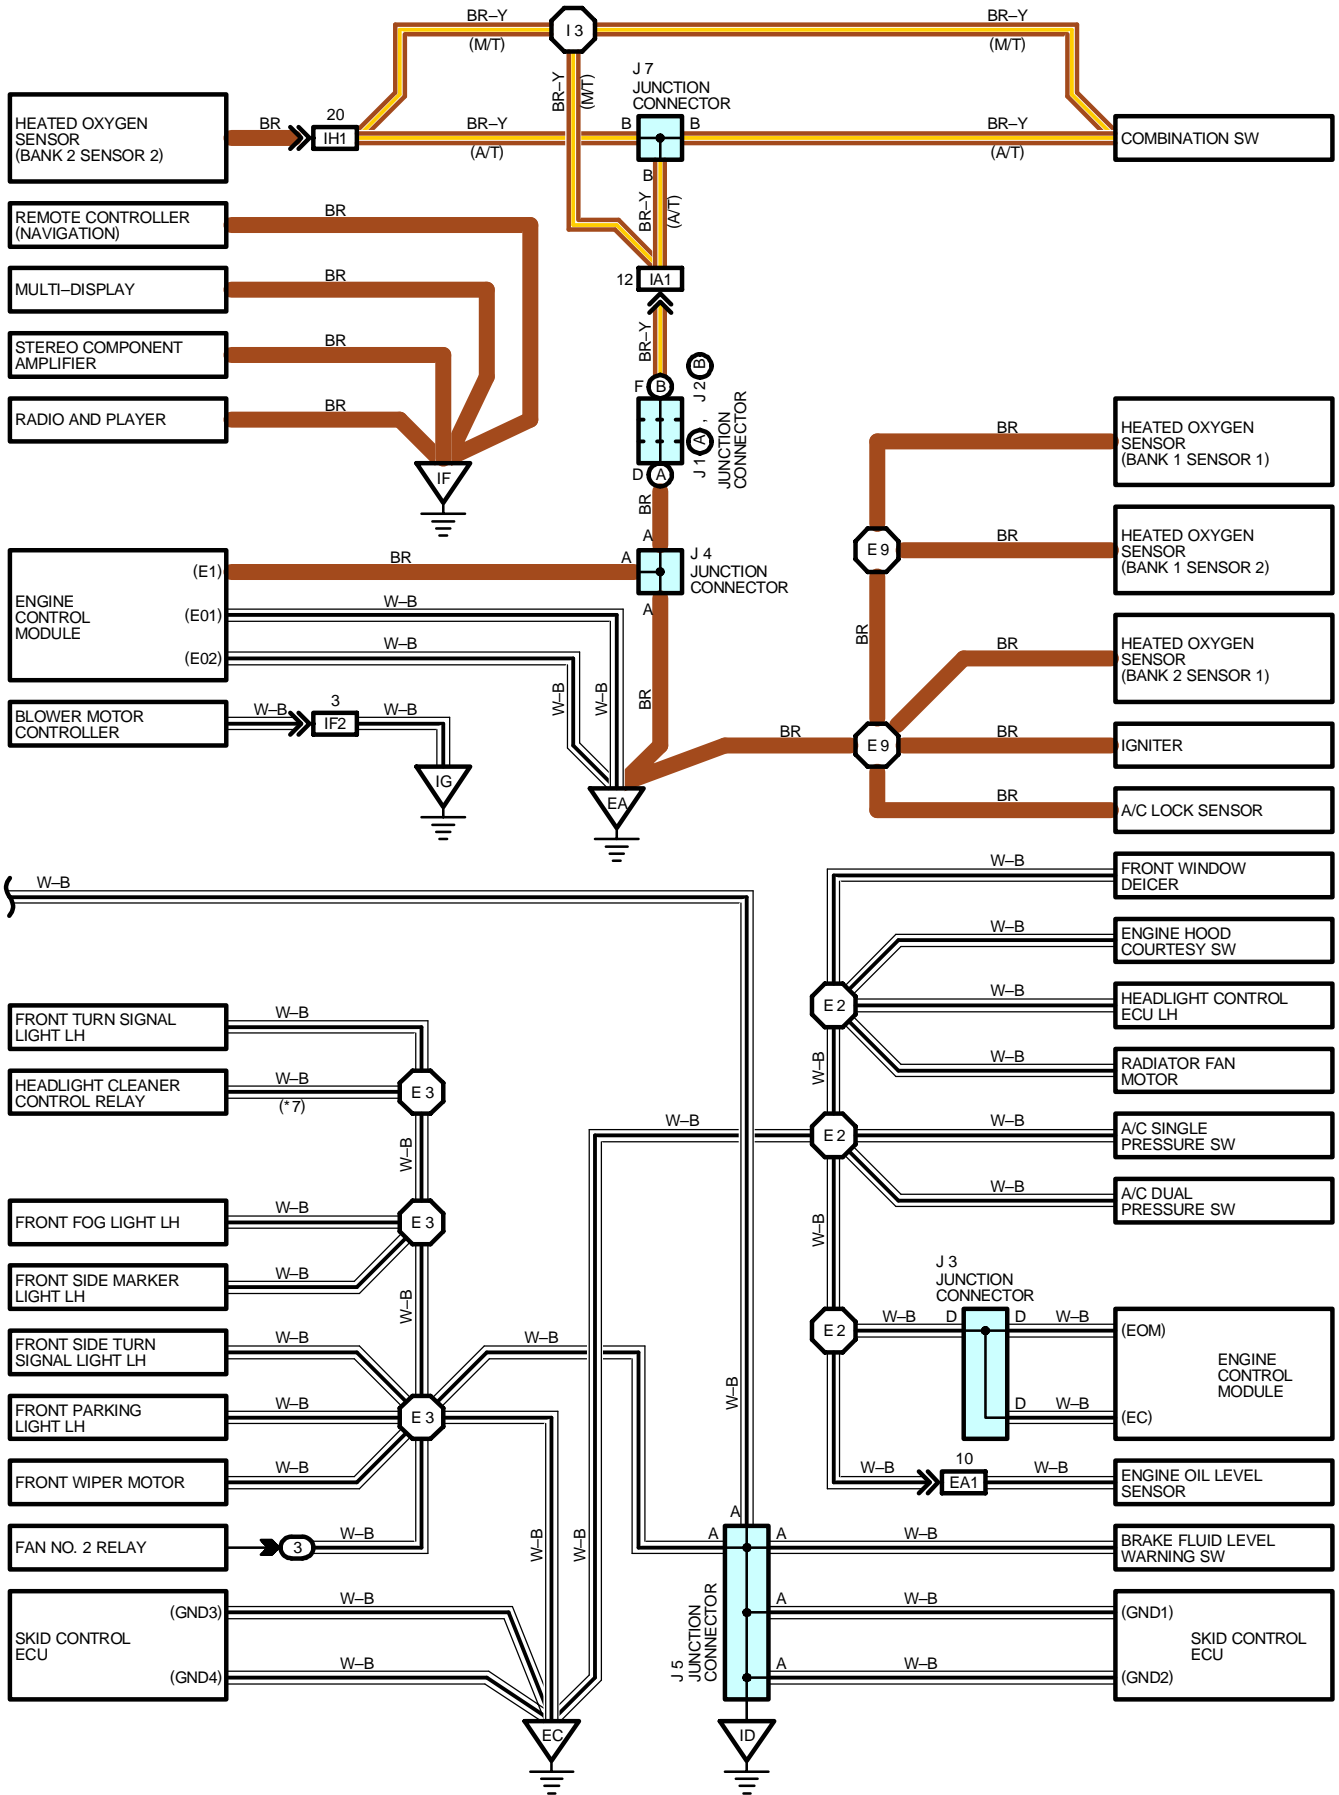 BR–Y
(M/T)
I 3
BR–Y
(M/T)
BR–Y
(M/T)
J 7
JUNCTION
CONNECTOR
HEATED OXYGEN
SENSOR
(BANK 2 SENSOR 2)
BR
20
IH1
BR–Y
(A/T)
B
B
B
BR–Y
(A/T)
COMBINATION SW
BR–Y
(A/T)
REMOTE CONTROLLER
(NAVIGATION)
BR
MULTI–DISPLAY
BR
12
IA1
STEREO COMPONENT
AMPLIFIER
BR
BR–Y
RADIO AND PLAYER
BR
F
B
J 1 A , J 2 B
JUNCTION
CONNECTOR
D
A
IF
BR
HEATED OXYGEN
SENSOR
(BANK 1 SENSOR 1)
BR
E 9
BR
HEATED OXYGEN
SENSOR
(BANK 1 SENSOR 2)
ENGINE
CONTROL
MODULE
(E1)
BR
A
A
A
J 4
JUNCTION
CONNECTOR
(E01)
W–B
(E02)
W–B
W–B
W–B
BR
BR
BR
HEATED OXYGEN
SENSOR
(BANK 2 SENSOR 1)
BLOWER MOTOR
CONTROLLER
W–B
3
IF2
W–B
IG
EA
BR
E 9
BR
IGNITER
BR
A/C LOCK SENSOR
W–B
W–B
FRONT WINDOW
DEICER
W–B
ENGINE HOOD
COURTESY SW
E 2
W–B
HEADLIGHT CONTROL
ECU LH
W–B
RADIATOR FAN
MOTOR
W–B
FRONT TURN SIGNAL
LIGHT LH
W–B
HEADLIGHT CLEANER
CONTROL RELAY
W–B
(*7)
E 3
W–B
W–B
E 2
W–B
A/C SINGLE
PRESSURE SW
W–B
A/C DUAL
PRESSURE SW
W–B
FRONT FOG LIGHT LH
W–B
E 3
FRONT SIDE MARKER
LIGHT LH
W–B
W–B
J 3
JUNCTION
CONNECTOR
FRONT SIDE TURN
SIGNAL LIGHT LH
W–B
W–B
E 2
W–B
D
D
W–B
(EOM)
ENGINE
CONTROL
MODULE
D
W–B
(EC)
FRONT PARKING
LIGHT LH
W–B
E 3
W–B
FRONT WIPER MOTOR
W–B
W–B
10
EA1
W–B
ENGINE OIL LEVEL
SENSOR
FAN NO. 2 RELAY
3
W–B
W–B
W–B
A
A
A
W–B
BRAKE FLUID LEVEL
WARNING SW
SKID CONTROL
ECU
(GND3)
W–B
(GND4)
W–B
J 5
JUNCTION
CONNECTOR
A
W–B
(GND1)
SKID CONTROL
ECU
A
W–B
(GND2)
EC
ID